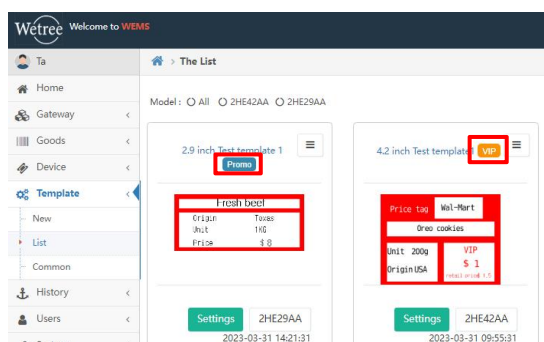 Wetree Welcome to WEMS
Ta
The List
Home
Gateway
Goods
Device
Template
New
List
Common
History
Users
Model : All 2HE42AA 2HE29AA
2.9 inch Test template 1
Promo
Fresh beef
Origin Texas
Unit 1KG
Price $ 8
Settings 2HE29AA
2023-03-31 14:21:31
4.2 inch Test template 1 VIP
Price tag Wal-Mart
Oreo cookies
Unit 200g
Origin USA
VIP
$ 1
Settings 2HE42AA
2023-03-31 09:55:31